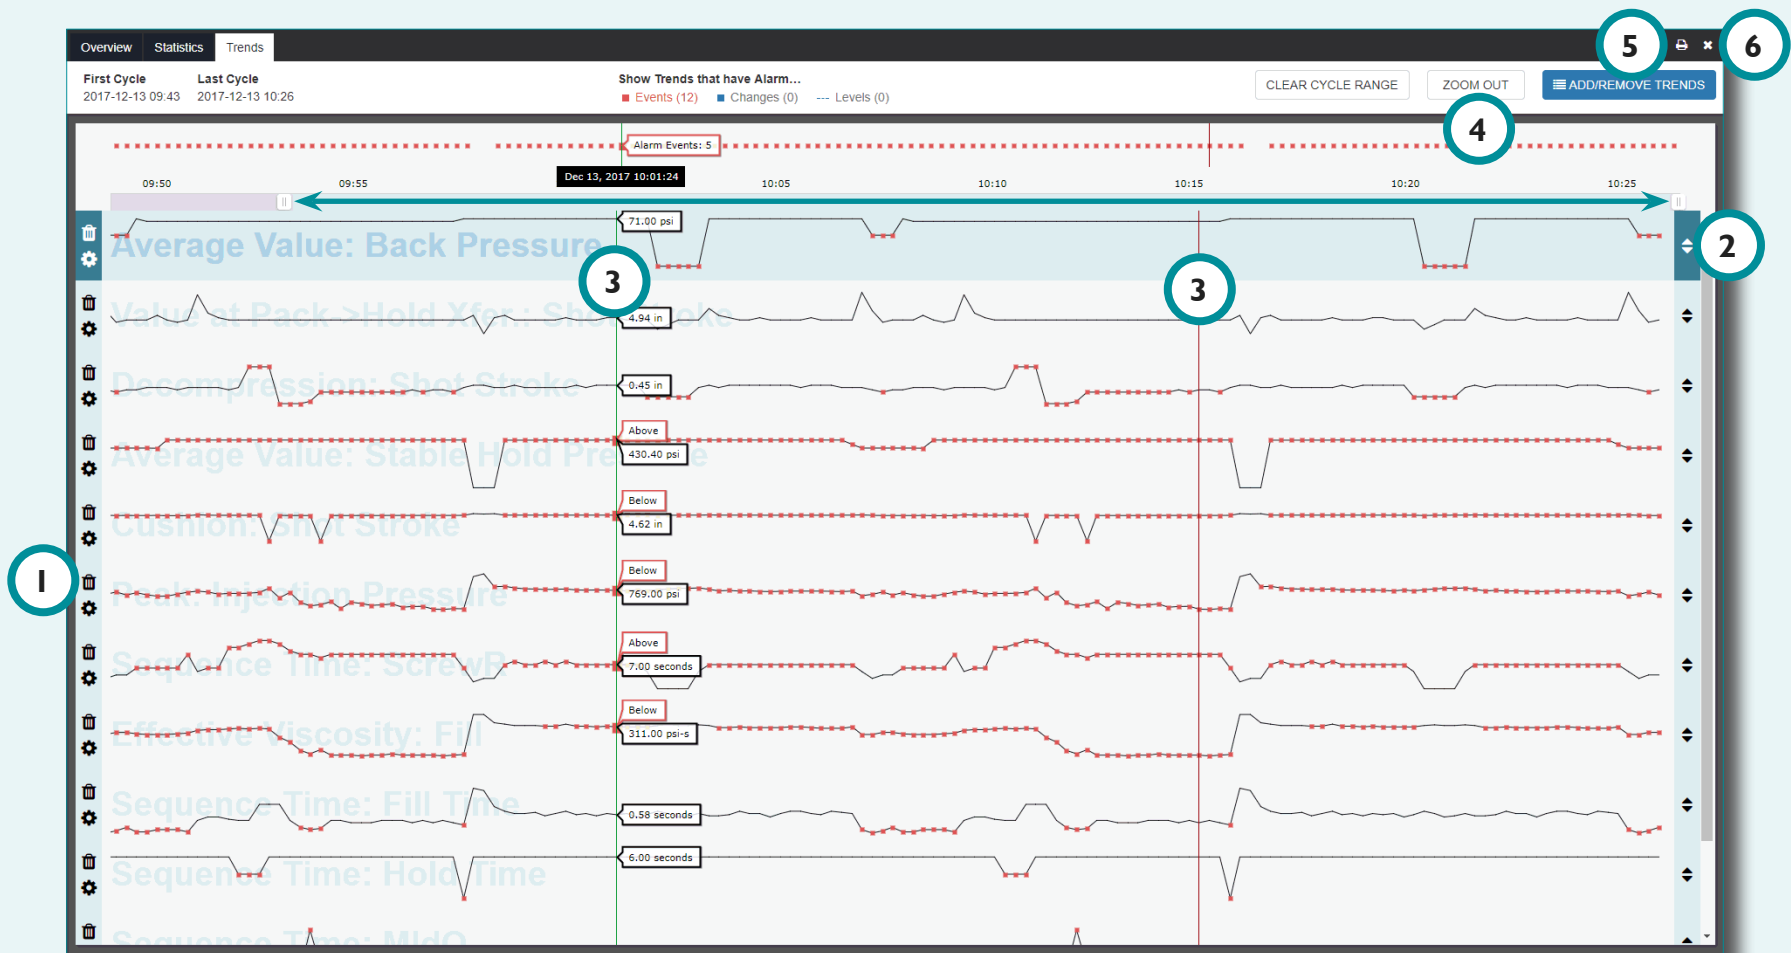 Overview Statistics Trends
5
6
First Cycle Last Cycle
2017-12-13 09:43 2017-12-13 10:26
Show Trends that have Alarm...
Events (12) Changes (0) --- Levels (0)
CLEAR CYCLE RANGE
ZOOM OUT
ADD/REMOVE TRENDS
4
Alarm Events: 5
09:50 09:55 Dec 13, 2017 10:01:24 10:05 10:10 10:15 10:20 10:25
71.00 psi
Average Value: Back Pressure
2
3
3
Value at Pack->Hold Xfer: Shot Stroke
4.94 in
Decompression: Shot Stroke
0.45 in
Above
Average Value: Stable Hold Pre e
430.40 psi
Below
Cushion: Shot Stroke
4.62 in
Below
1
Peak: Injection Pressure
769.00 psi
Above
Sequence Time: ScrewR
7.00 seconds
Below
Effective Viscosity: Fill
311.00 psi-s
Sequence Time: Fill Time
0.58 seconds
6.00 seconds
Sequence Time: Hold Time
Sequence Time: MldO